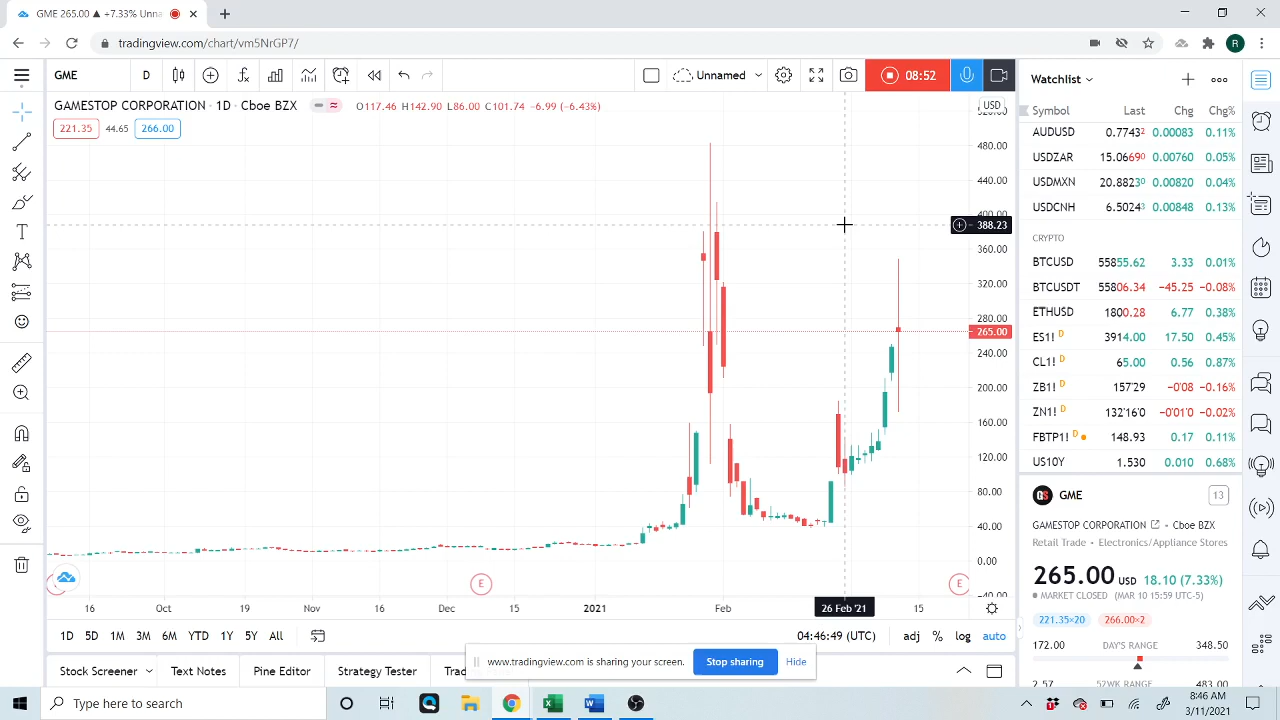 GME 265.00 ▲ +7.33% Unna
tradingview.com/chart/vm5NrGP7/
R
GME D Unnamed 08:52
GAMESTOP CORPORATION · 1D · Cboe BZX O117.46 H142.90 L86.00 C101.74 -6.99 (-6.43%)
221.35 44.65 266.00
USD
480.00
440.00
400.00
388.23
360.00
320.00
280.00
265.00
240.00
200.00
160.00
120.00
80.00
40.00
0.00
-40.00
E E
16 Oct 19 Nov 16 Dec 15 2021 Feb 26 Feb '21 15
1D 5D 1M 3M 6M YTD 1Y 5Y All 04:46:49 (UTC) adj % log auto
www.tradingview.com is sharing your screen. Stop sharing Hide
Stock Screener Text Notes Pine Editor Strategy Tester Trad
Watchlist
Symbol Last Chg Chg%
AUDUSD 0.7743² 0.00083 0.11%
USDZAR 15.0669⁰ 0.00760 0.05%
USDMXN 20.8823⁰ 0.00820 0.04%
USDCNH 6.5024³ 0.00848 0.13%
CRYPTO
BTCUSD 55855.62 3.33 0.01%
BTCUSDT 55806.34 -45.25 -0.08%
ETHUSD 1800.28 6.77 0.38%
ES1! D 3914.00 17.50 0.45%
CL1! D 65.00 0.56 0.87%
ZB1! D 157'29 -0'08 -0.16%
ZN1! D 132'16'0 -0'01'0 -0.02%
FBTP1! D 148.93 0.17 0.11%
US10Y 1.530 0.010 0.68%
GME 13
GAMESTOP CORPORATION • Cboe BZX
Retail Trade • Electronics/Appliance Stores
265.00 USD 18.10 (7.33%)
MARKET CLOSED (MAR 10 15:59 UTC-5)
221.35×20 266.00×2
172.00 DAY'S RANGE 348.50
2.57 52WK RANGE 483.00
Type here to search
8:46 AM
3/11/2021